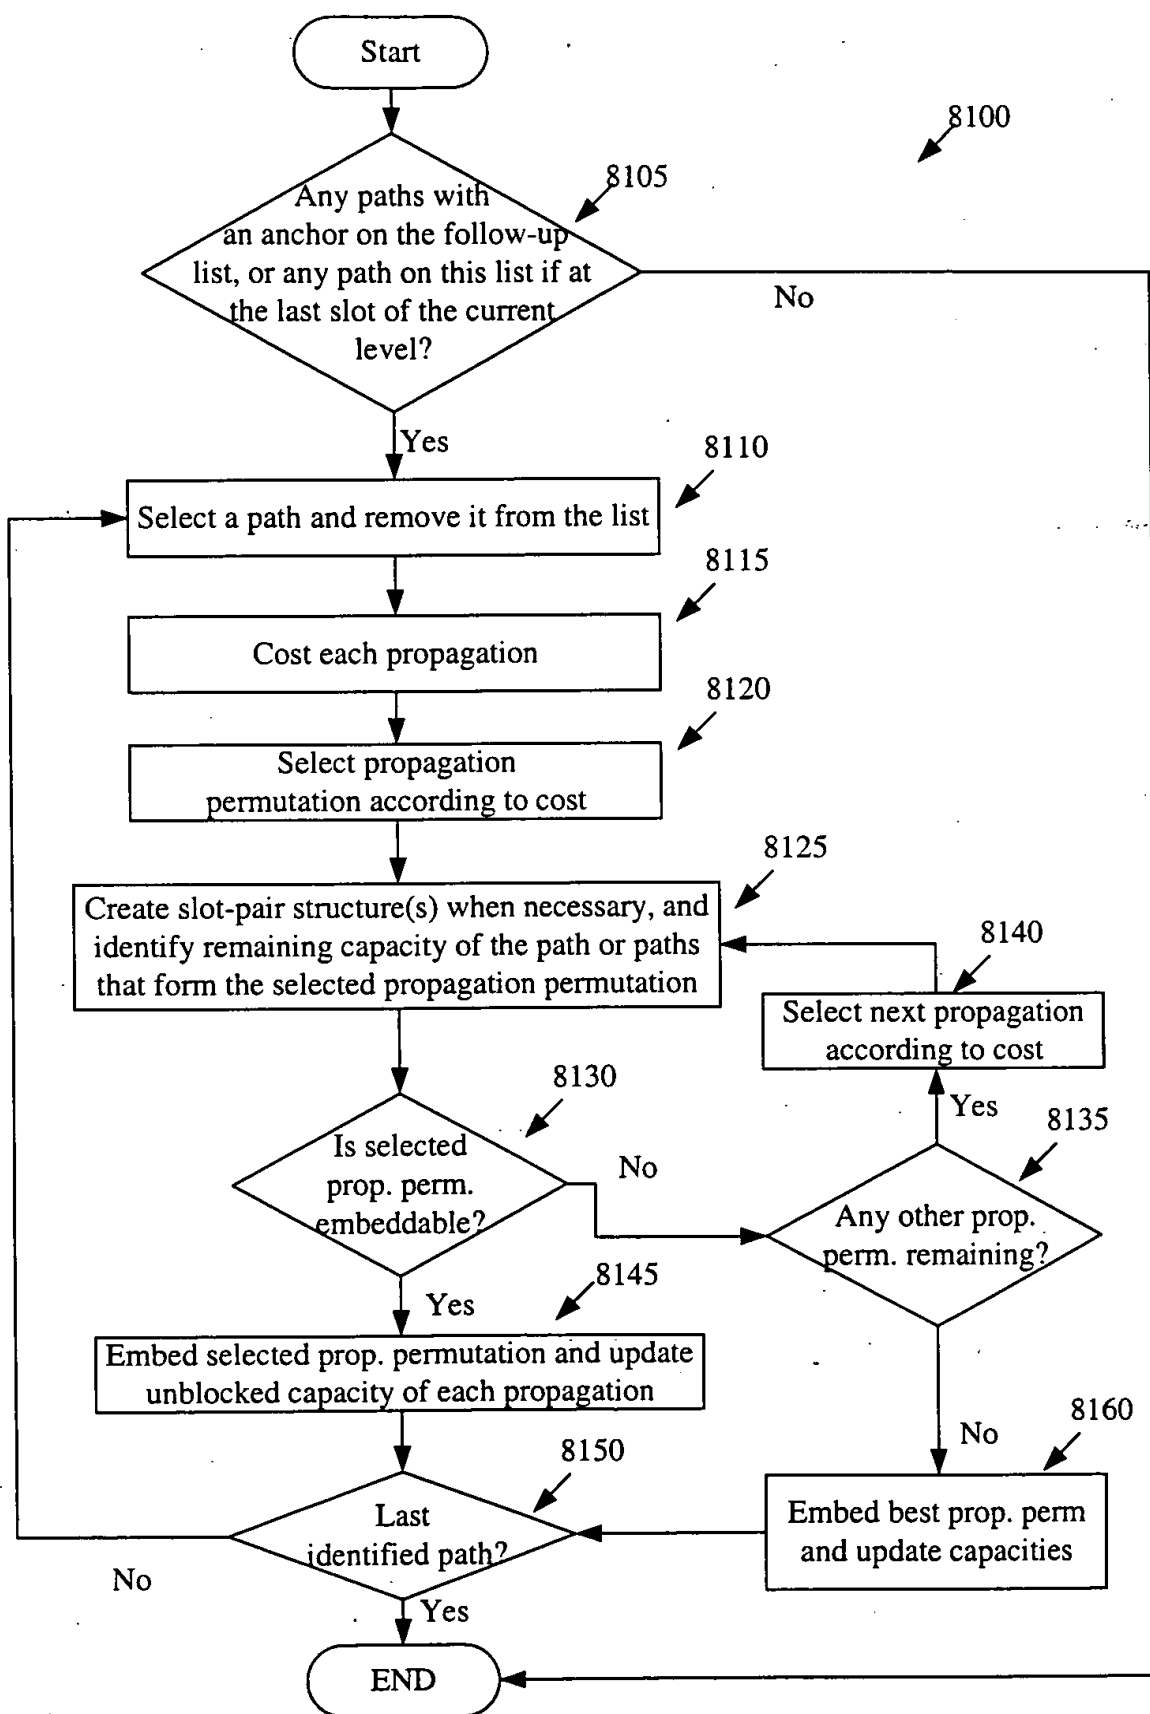 Start
8100
8105
Any paths with
an anchor on the follow-up
list, or any path on this list if at
the last slot of the current
level?
No
Yes
8110
Select a path and remove it from the list
8115
Cost each propagation
8120
Select propagation
permutation according to cost
8125
Create slot-pair structure(s) when necessary, and
identify remaining capacity of the path or paths
that form the selected propagation permutation
8140
Select next propagation
according to cost
8130
Is selected
prop. perm.
embeddable?
No
Yes
8135
Any other prop.
perm. remaining?
8145
Yes
Embed selected prop. permutation and update
unblocked capacity of each propagation
No
8160
Embed best prop. perm
and update capacities
8150
Last
identified path?
No
Yes
END